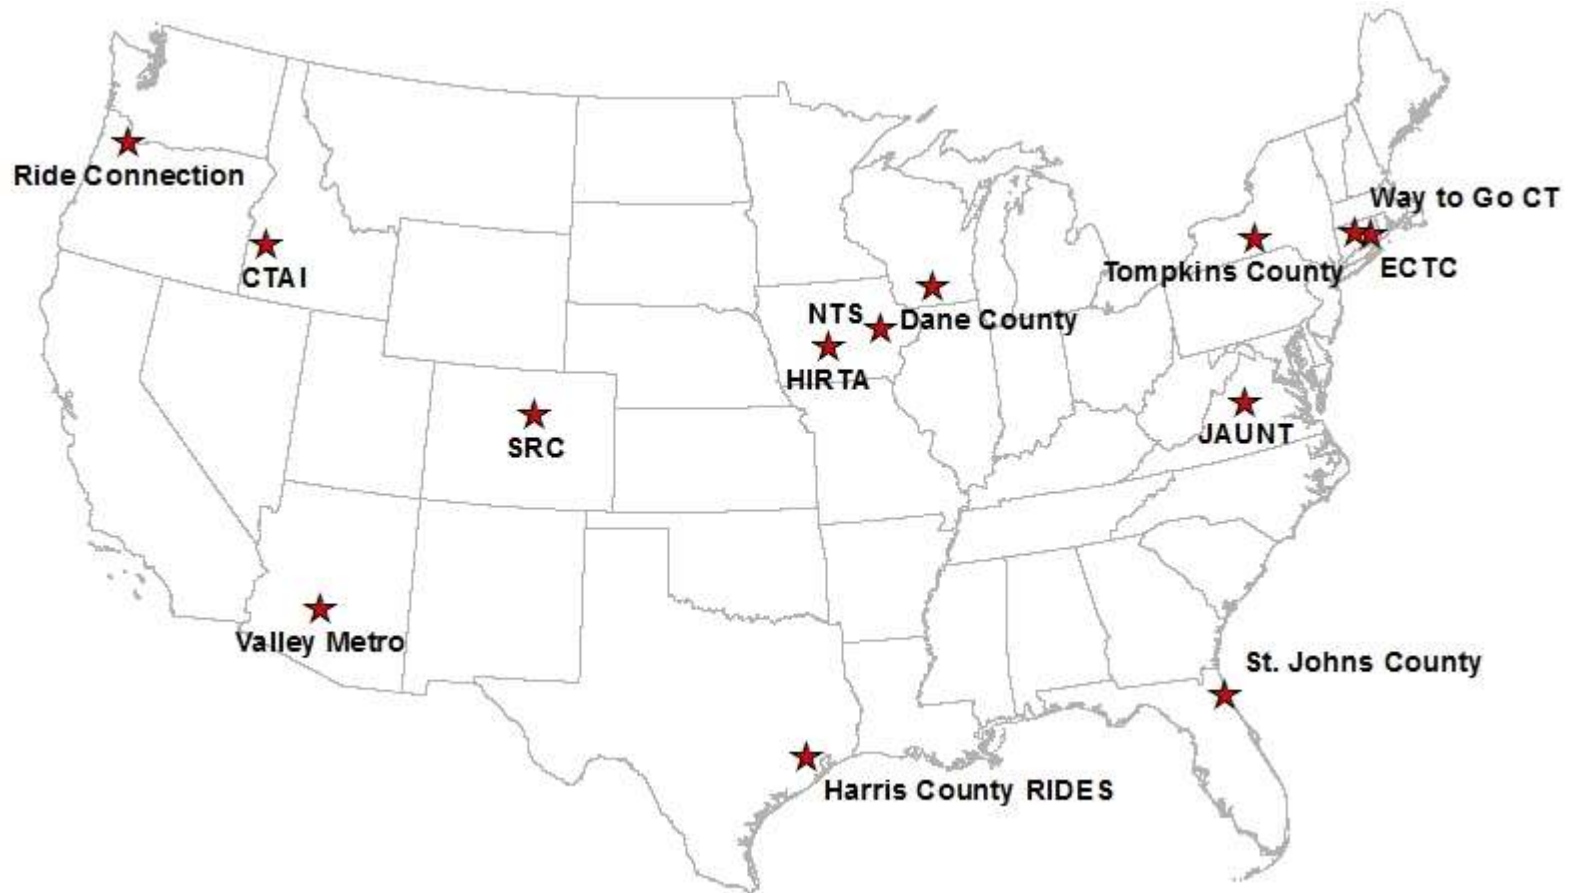 Ride Connection
Way to Go CT
CTAI
Tompkins County
ECTC
NTS
Dane County
HIRTA
SRC
JAUNT
Valley Metro
St. Johns County
Harris County RIDES